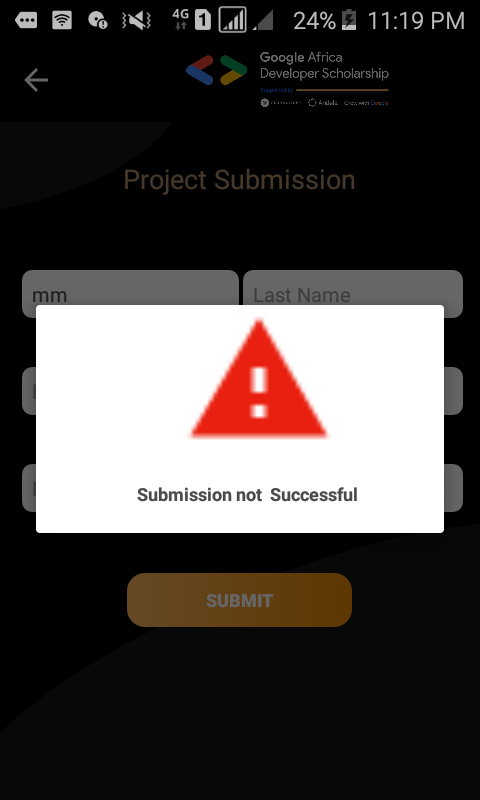 4G 1 24% 11:19 PM
Google Africa
Developer Scholarship
Supported by
Andela Grow with Google
Project Submission
mm Last Name
Submission not Successful
SUBMIT